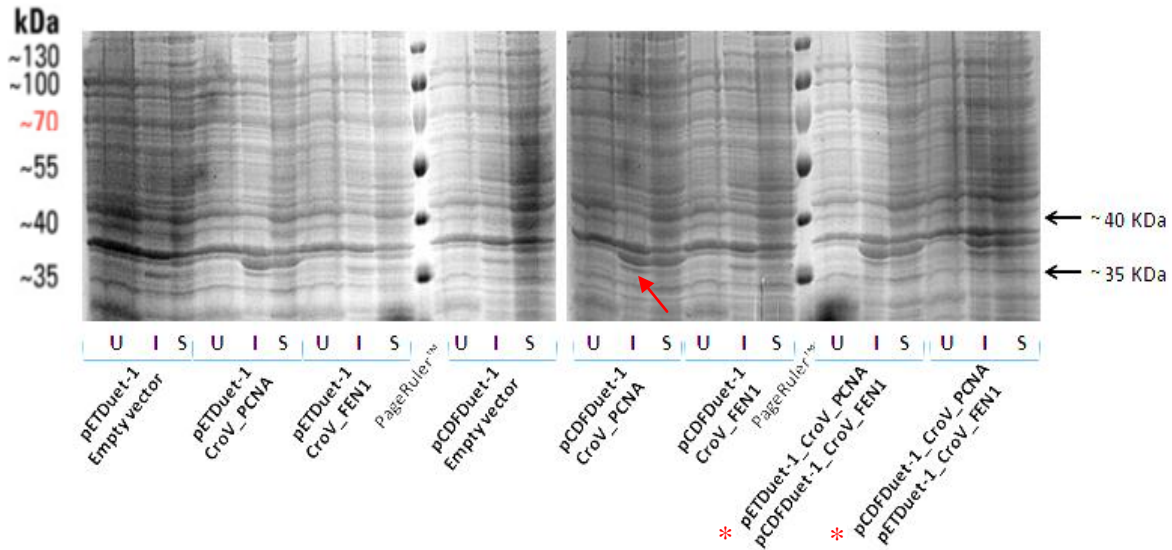 kDa
~130
~100
~70
~55
~40
~35
← ~ 40 KDa
← ~ 35 KDa
U I S U I S U I S U I S U I S U I S U I S U I S
pETDuet-1
Empty vector
pETDuet-1
CroV_PCNA
pETDuet-1
CroV_FEN1
PageRuler™
pCDFDuet-1
Empty vector
pCDFDuet-1
CroV_PCNA
pCDFDuet-1
CroV_FEN1
PageRuler™
* pETDuet-1_CroV_PCNA
pCDFDuet-1_CroV_FEN1
* pCDFDuet-1_CroV_PCNA
pETDuet-1_CroV_FEN1